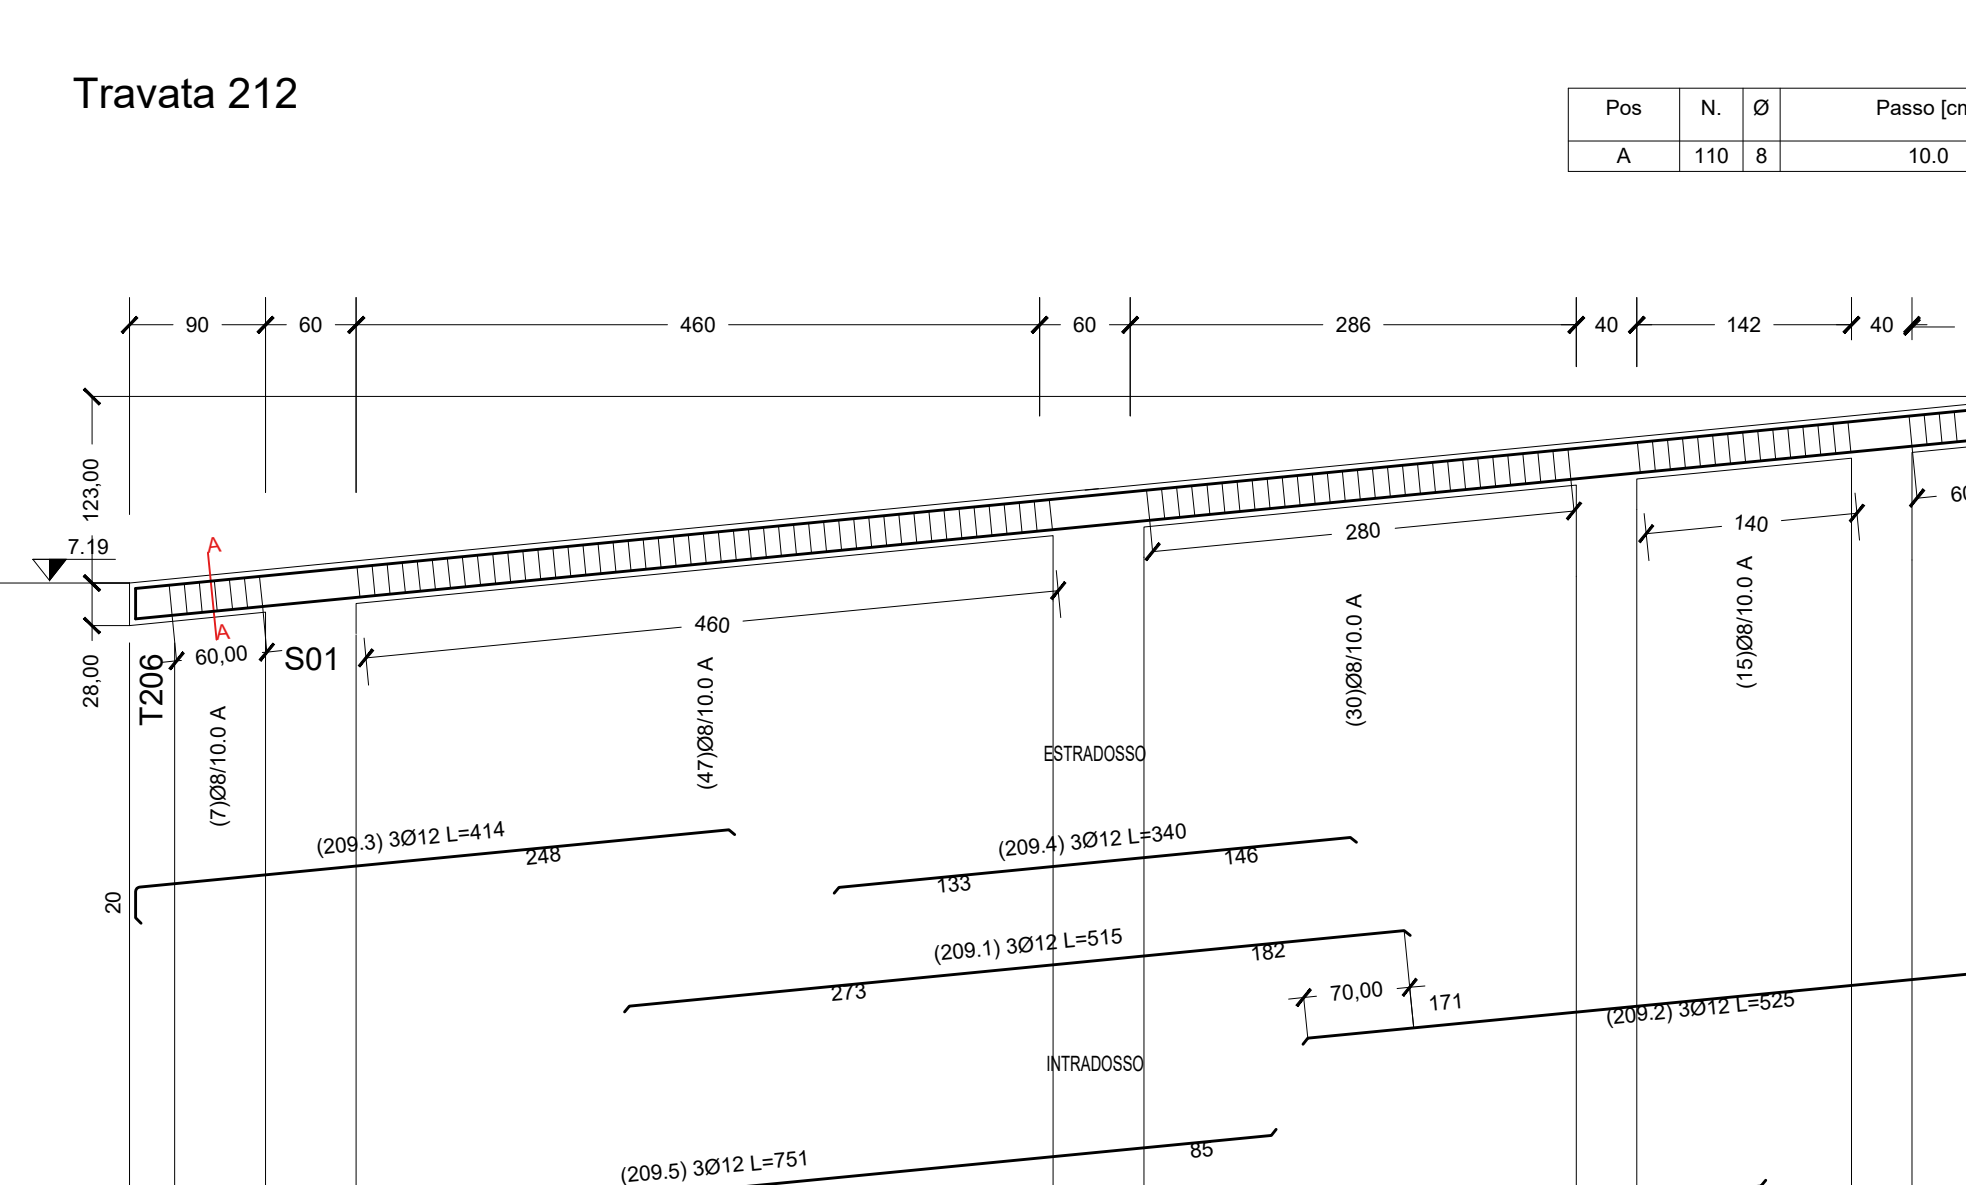 Travata 212
Pos N. Ø Passo [cm
A 110 8 10.0
90 60 460 60 286 40 142 40
123,00
7.19
28,00
A
A
T206
60,00
S01
460
280
140
60
(7)Ø8/10.0 A
(47)Ø8/10.0 A
(30)Ø8/10.0 A
(15)Ø8/10.0 A
ESTRADOSSO
(209.3) 3Ø12 L=414
248
20
(209.4) 3Ø12 L=340
133
146
(209.1) 3Ø12 L=515
273
182
70,00
171
(209.2) 3Ø12 L=525
INTRADOSSO
(209.5) 3Ø12 L=751
85